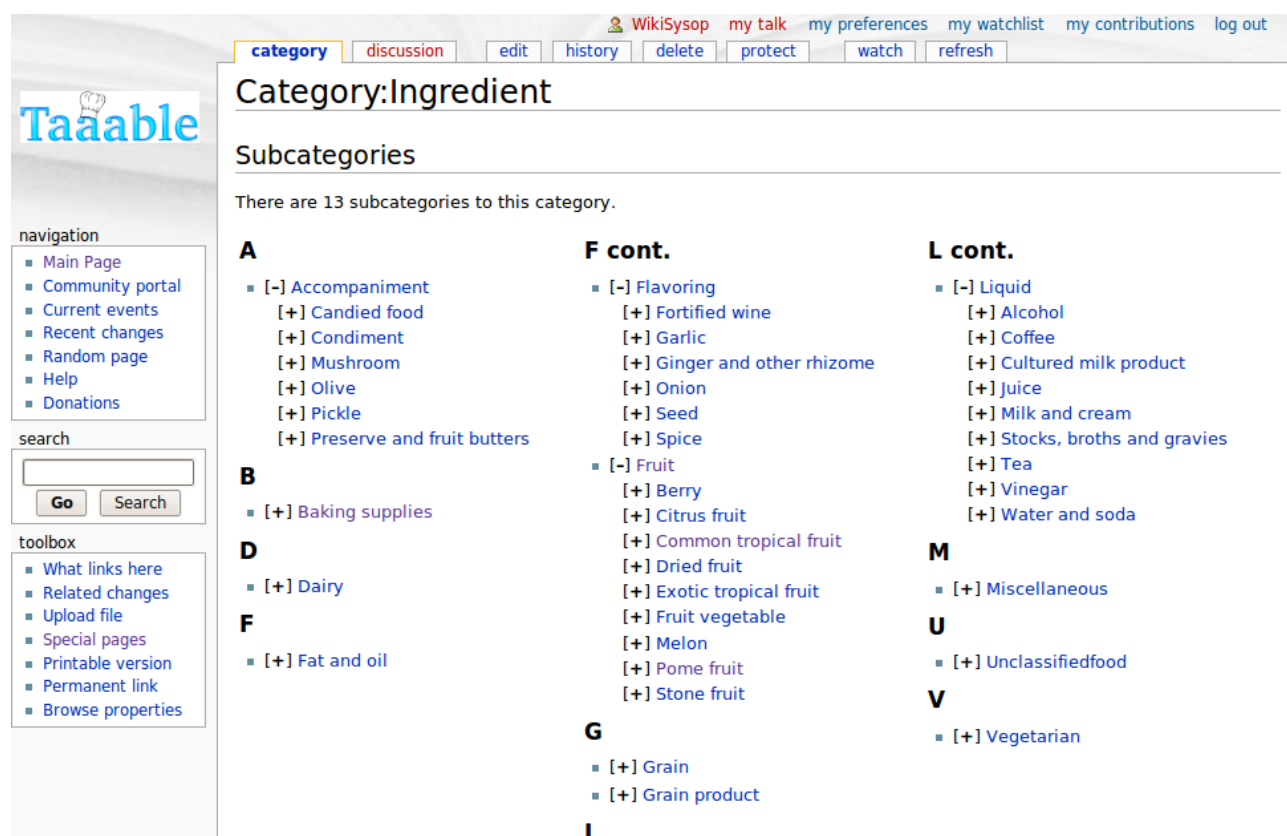 WikiSysop my talk my preferences my watchlist my contributions log out
category discussion edit history delete protect watch refresh
Taaable
Category:Ingredient
Subcategories
There are 13 subcategories to this category.
navigation
Main Page
Community portal
Current events
Recent changes
Random page
Help
Donations
search
Go Search
toolbox
What links here
Related changes
Upload file
Special pages
Printable version
Permanent link
Browse properties
A
[–] Accompaniment
[+] Candied food
[+] Condiment
[+] Mushroom
[+] Olive
[+] Pickle
[+] Preserve and fruit butters
B
[+] Baking supplies
D
[+] Dairy
F
[+] Fat and oil
F cont.
[–] Flavoring
[+] Fortified wine
[+] Garlic
[+] Ginger and other rhizome
[+] Onion
[+] Seed
[+] Spice
[–] Fruit
[+] Berry
[+] Citrus fruit
[+] Common tropical fruit
[+] Dried fruit
[+] Exotic tropical fruit
[+] Fruit vegetable
[+] Melon
[+] Pome fruit
[+] Stone fruit
G
[+] Grain
[+] Grain product
L cont.
[–] Liquid
[+] Alcohol
[+] Coffee
[+] Cultured milk product
[+] Juice
[+] Milk and cream
[+] Stocks, broths and gravies
[+] Tea
[+] Vinegar
[+] Water and soda
M
[+] Miscellaneous
U
[+] Unclassifiedfood
V
[+] Vegetarian